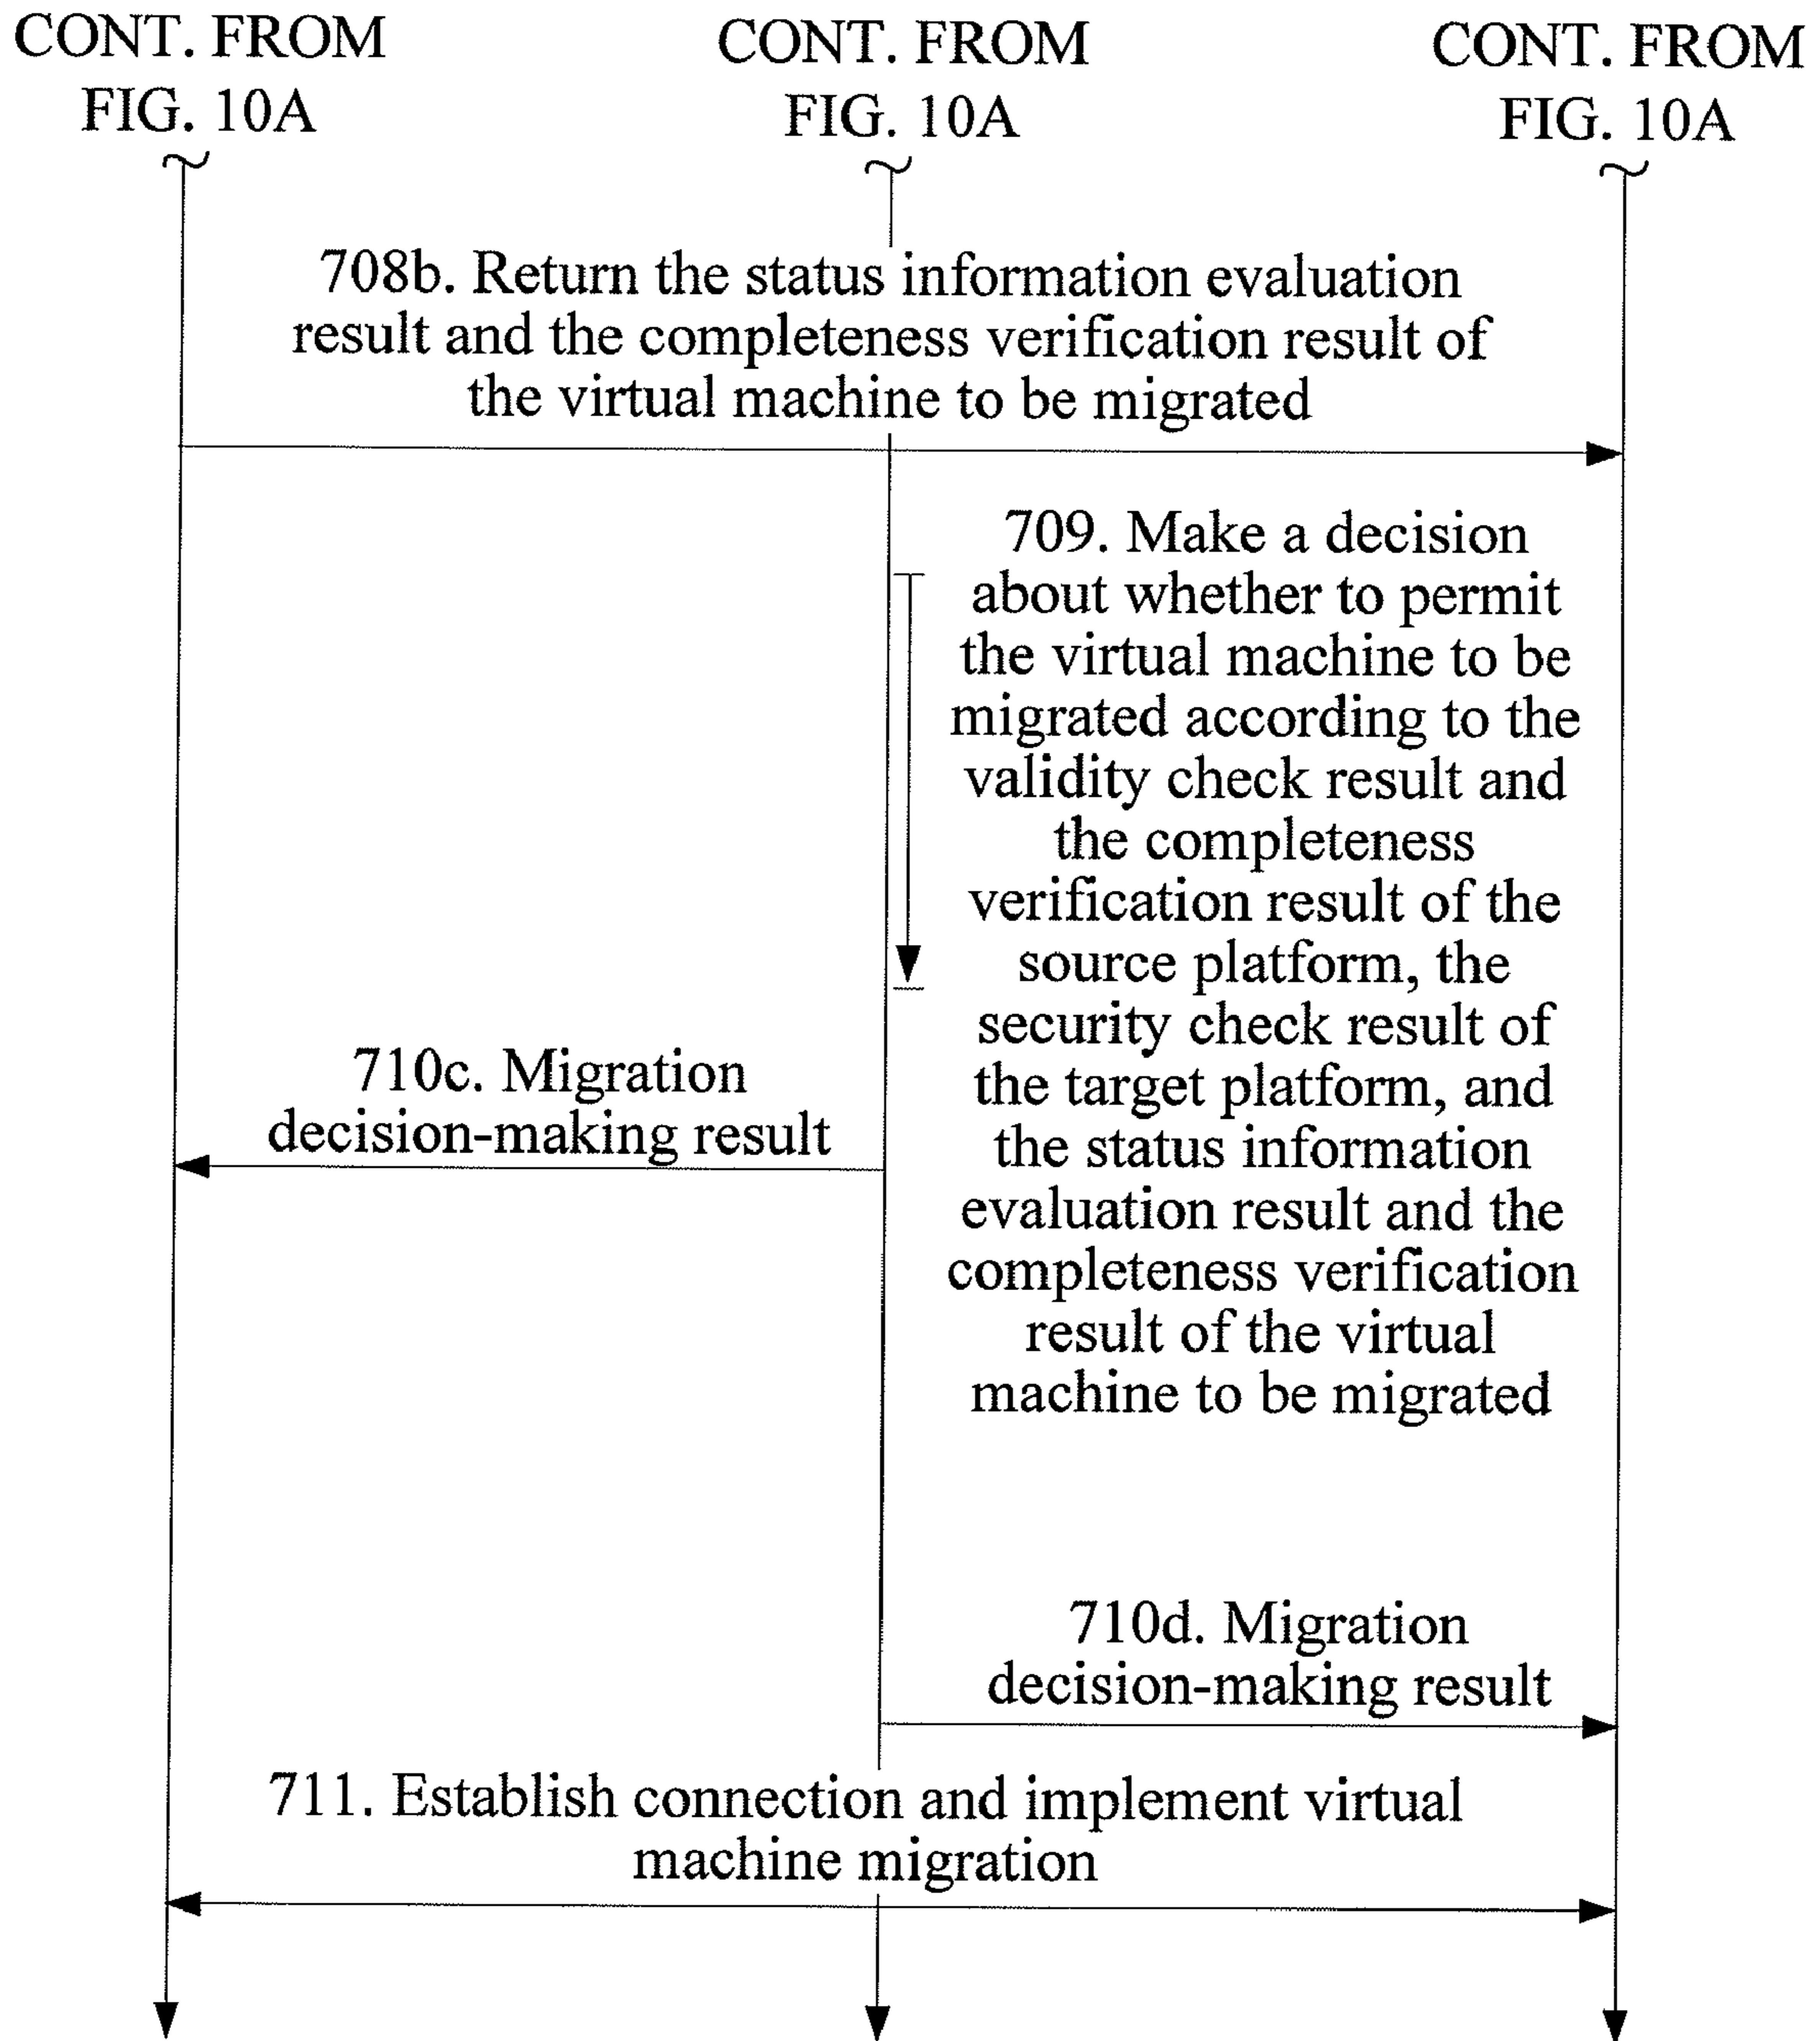 CONT. FROM
FIG. 10A
CONT. FROM
FIG. 10A
CONT. FROM
FIG. 10A
708b. Return the status information evaluation
result and the completeness verification result of
the virtual machine to be migrated
709. Make a decision
about whether to permit
the virtual machine to be
migrated according to the
validity check result and
the completeness
verification result of the
source platform, the
security check result of
the target platform, and
the status information
evaluation result and the
completeness verification
result of the virtual
machine to be migrated
710c. Migration
decision-making result
710d. Migration
decision-making result
711. Establish connection and implement virtual
machine migration